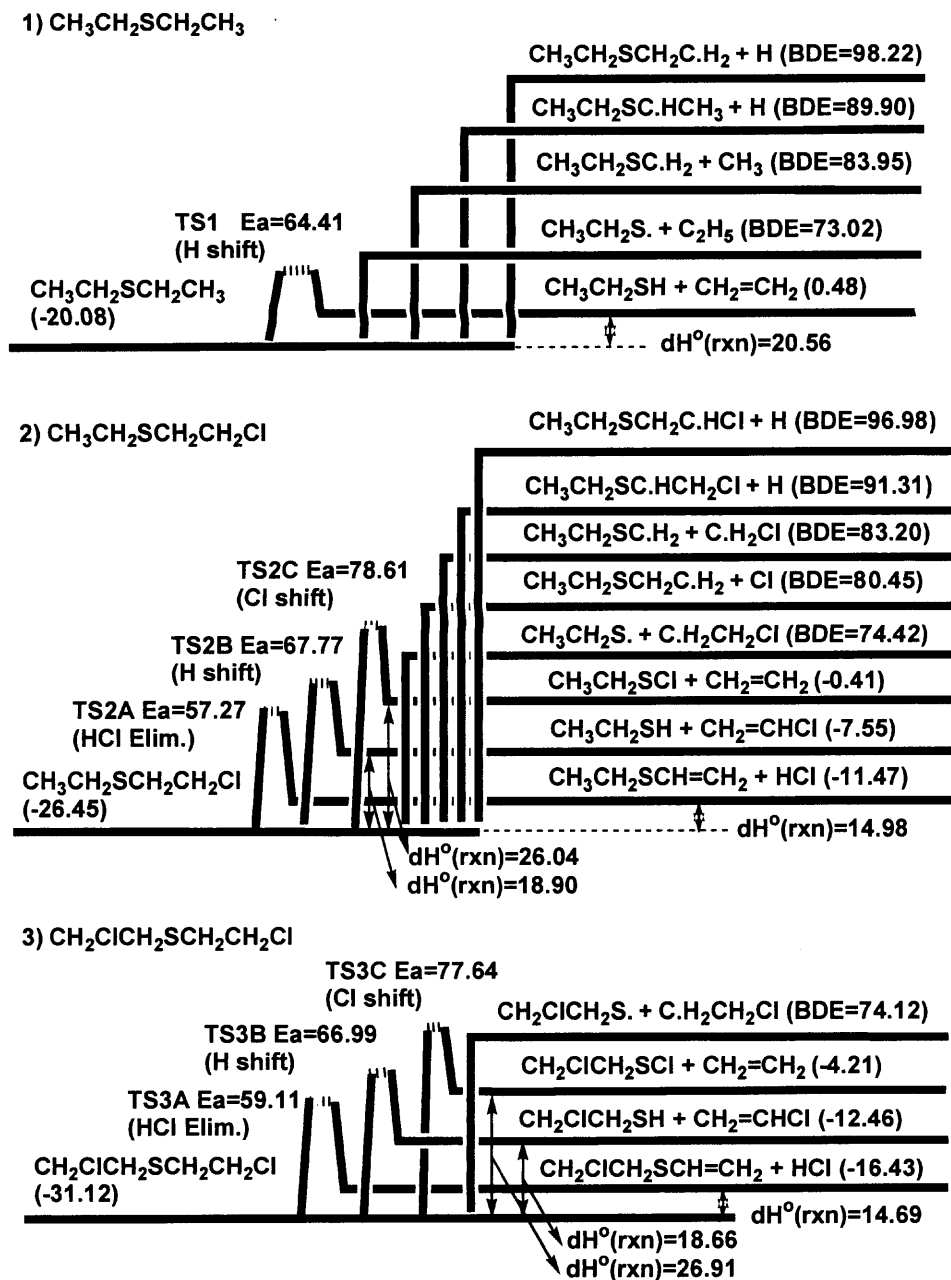 1) CH₃CH₂SCH₂CH₃
CH₃CH₂SCH₂C.H₂ + H (BDE=98.22)
CH₃CH₂SC.HCH₃ + H (BDE=89.90)
CH₃CH₂SC.H₂ + CH₃ (BDE=83.95)
TS1 Ea=64.41
(H shift)
CH₃CH₂S. + C₂H₅ (BDE=73.02)
CH₃CH₂SCH₂CH₃
(-20.08)
CH₃CH₂SH + CH₂=CH₂ (0.48)
dHᵒ(rxn)=20.56
2) CH₃CH₂SCH₂CH₂Cl
CH₃CH₂SCH₂C.HCl + H (BDE=96.98)
CH₃CH₂SC.HCH₂Cl + H (BDE=91.31)
CH₃CH₂SC.H₂ + C.H₂Cl (BDE=83.20)
TS2C Ea=78.61
(Cl shift)
CH₃CH₂SCH₂C.H₂ + Cl (BDE=80.45)
TS2B Ea=67.77
(H shift)
CH₃CH₂S. + C.H₂CH₂Cl (BDE=74.42)
CH₃CH₂SCl + CH₂=CH₂ (-0.41)
TS2A Ea=57.27
(HCl Elim.)
CH₃CH₂SH + CH₂=CHCl (-7.55)
CH₃CH₂SCH₂CH₂Cl
(-26.45)
CH₃CH₂SCH=CH₂ + HCl (-11.47)
dHᵒ(rxn)=14.98
dHᵒ(rxn)=26.04
dHᵒ(rxn)=18.90
3) CH₂ClCH₂SCH₂CH₂Cl
TS3C Ea=77.64
(Cl shift)
CH₂ClCH₂S. + C.H₂CH₂Cl (BDE=74.12)
TS3B Ea=66.99
(H shift)
CH₂ClCH₂SCl + CH₂=CH₂ (-4.21)
TS3A Ea=59.11
(HCl Elim.)
CH₂ClCH₂SH + CH₂=CHCl (-12.46)
CH₂ClCH₂SCH₂CH₂Cl
(-31.12)
CH₂ClCH₂SCH=CH₂ + HCl (-16.43)
dHᵒ(rxn)=14.69
dHᵒ(rxn)=18.66
dHᵒ(rxn)=26.91